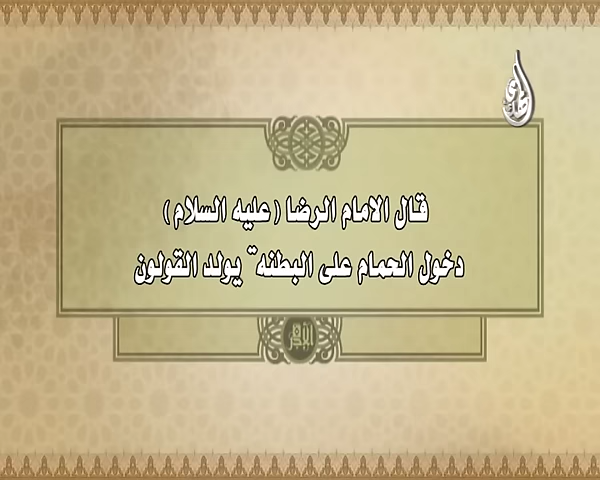 قال الامام الرضا ( عليه السلام )
دخول الحمام على البطنه يولد القولون